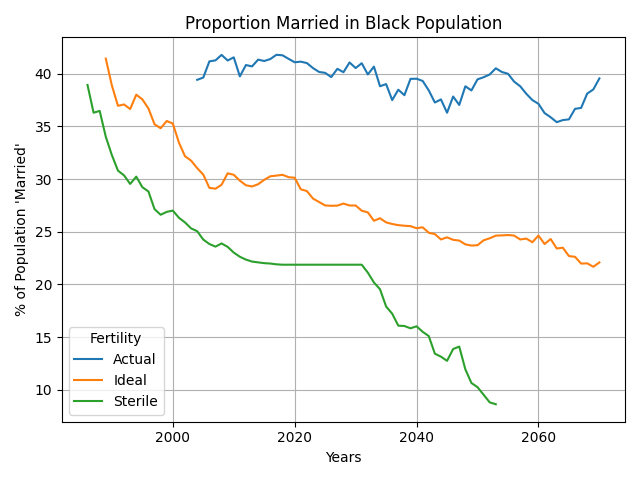 Proportion Married in Black Population
% of Population 'Married'
40
35
30
25
20
15
10
Fertility
Actual
Ideal
Sterile
2000 2020 2040 2060
Years